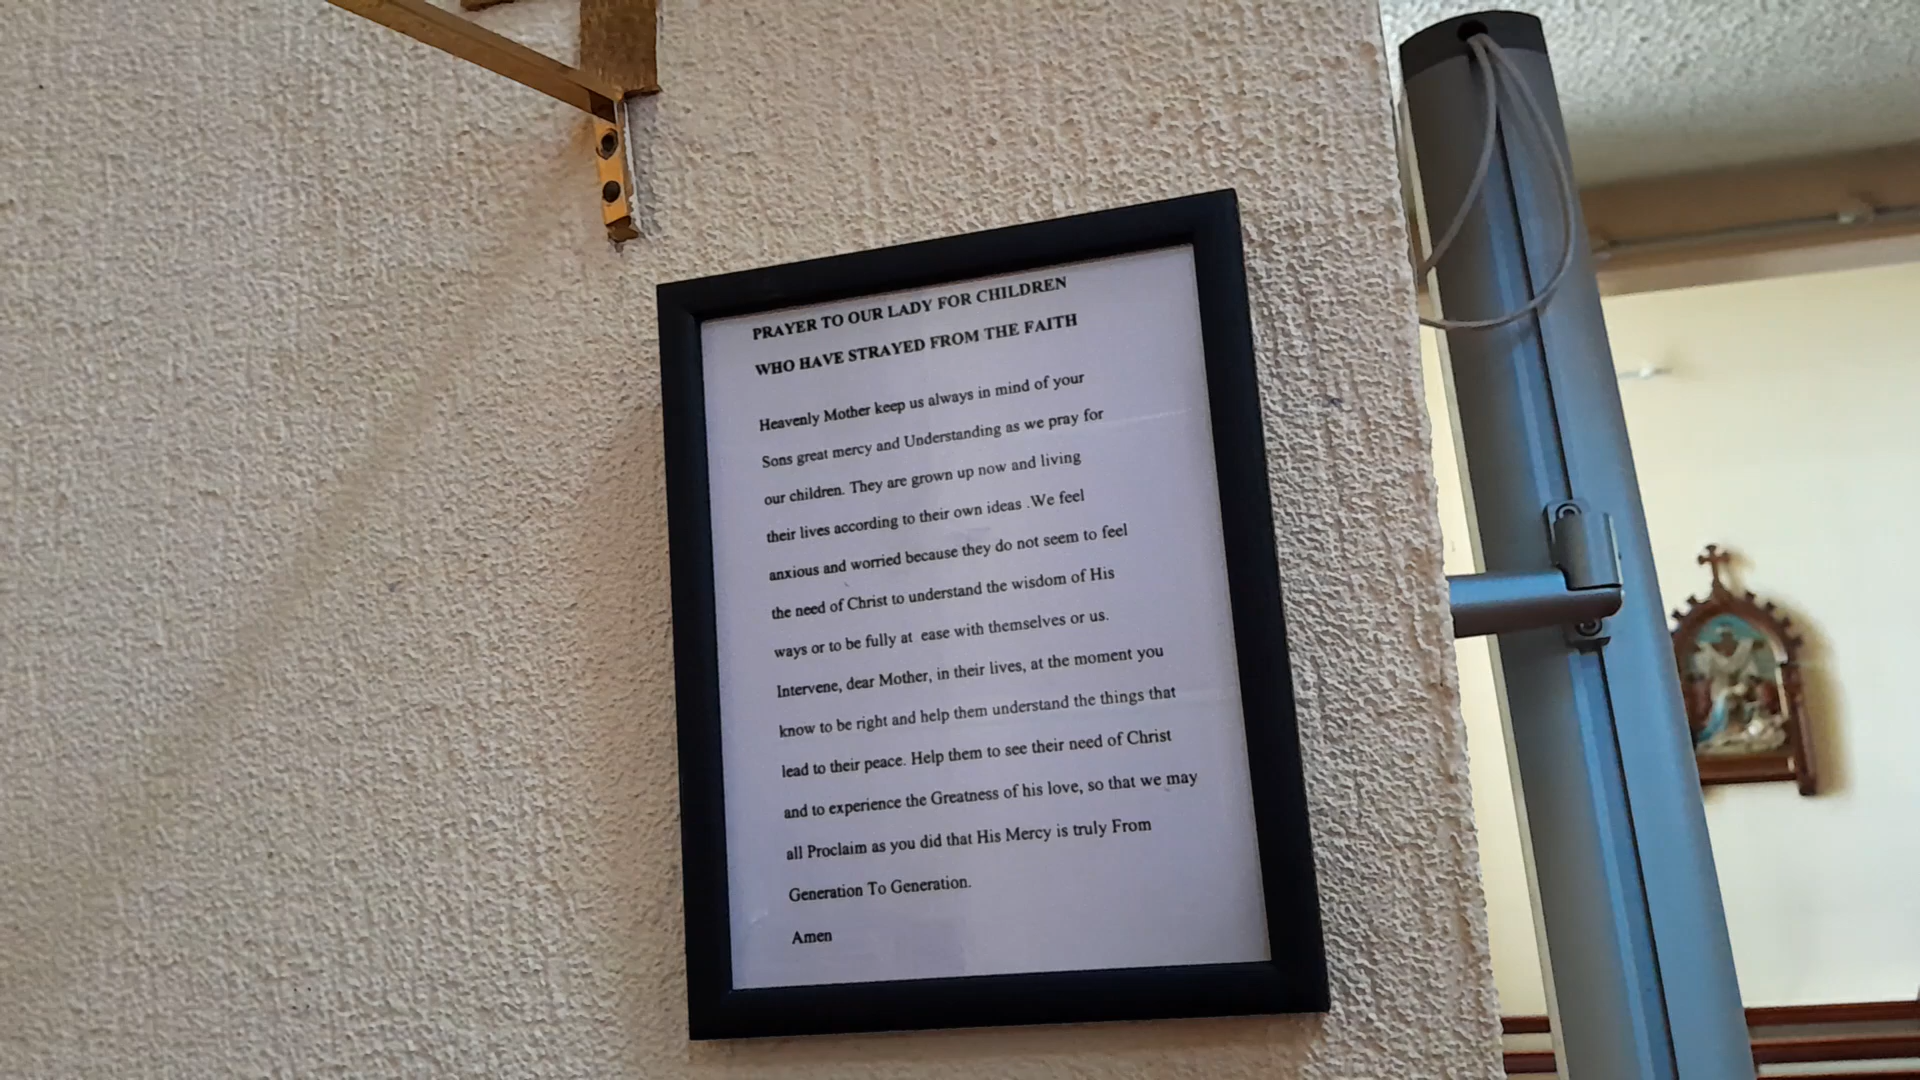 PRAYER TO OUR LADY FOR CHILDREN
WHO HAVE STRAYED FROM THE FAITH
Heavenly Mother keep us always in mind of your
Sons great mercy and Understanding as we pray for
our children. They are grown up now and living
their lives according to their own ideas .We feel
anxious and worried because they do not seem to feel
the need of Christ to understand the wisdom of His
ways or to be fully at  ease with themselves or us.
Intervene, dear Mother, in their lives, at the moment you
know to be right and help them understand the things that
lead to their peace. Help them to see their need of Christ
and to experience the Greatness of his love, so that we may
all Proclaim as you did that His Mercy is truly From
Generation To Generation.
Amen